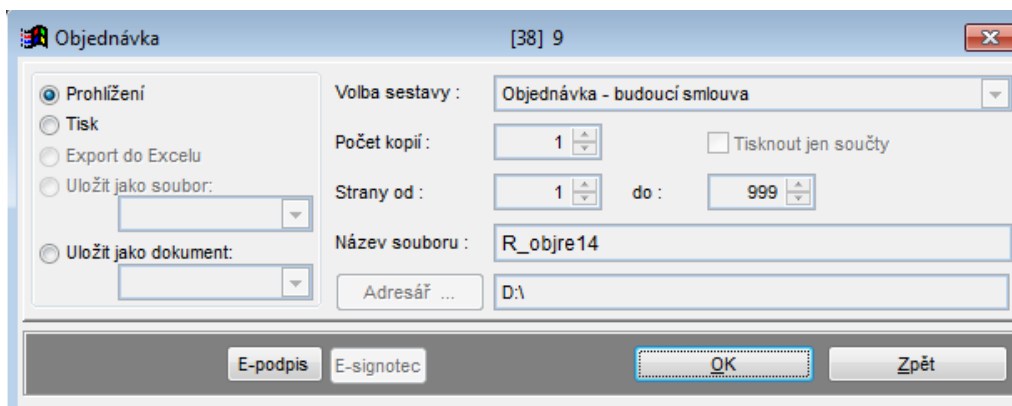 Objednávka [38] 9
Prohlížení
Tisk
Export do Excelu
Uložit jako soubor:
Uložit jako dokument:
Volba sestavy : Objednávka - budoucí smlouva
Počet kopií : 1 Tisknout jen součty
Strany od : 1 do : 999
Název souboru : R_objre14
Adresář ... D:\
E-podpis E-signotec OK Zpět